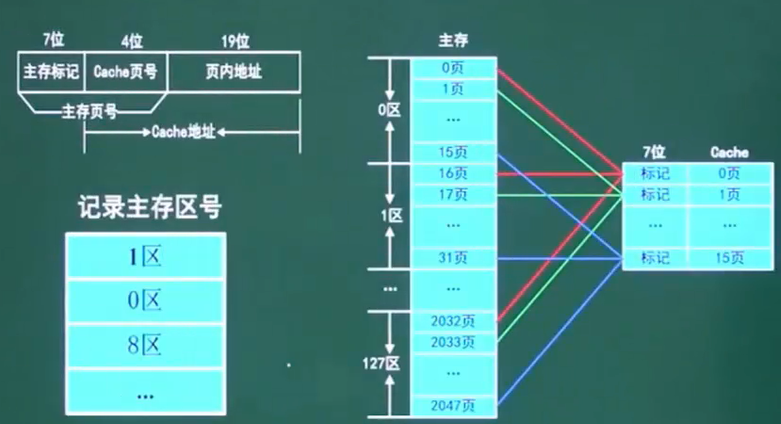 7位 4位 19位
主存标记 Cache页号 页内地址
主存页号
Cache地址
记录主存区号
1区
0区
8区
...
主存
0页
1页
...
15页
16页
17页
...
31页
...
2032页
2033页
...
2047页
0区
1区
...
127区
7位 Cache
标记 0页
标记 1页
... ...
标记 15页